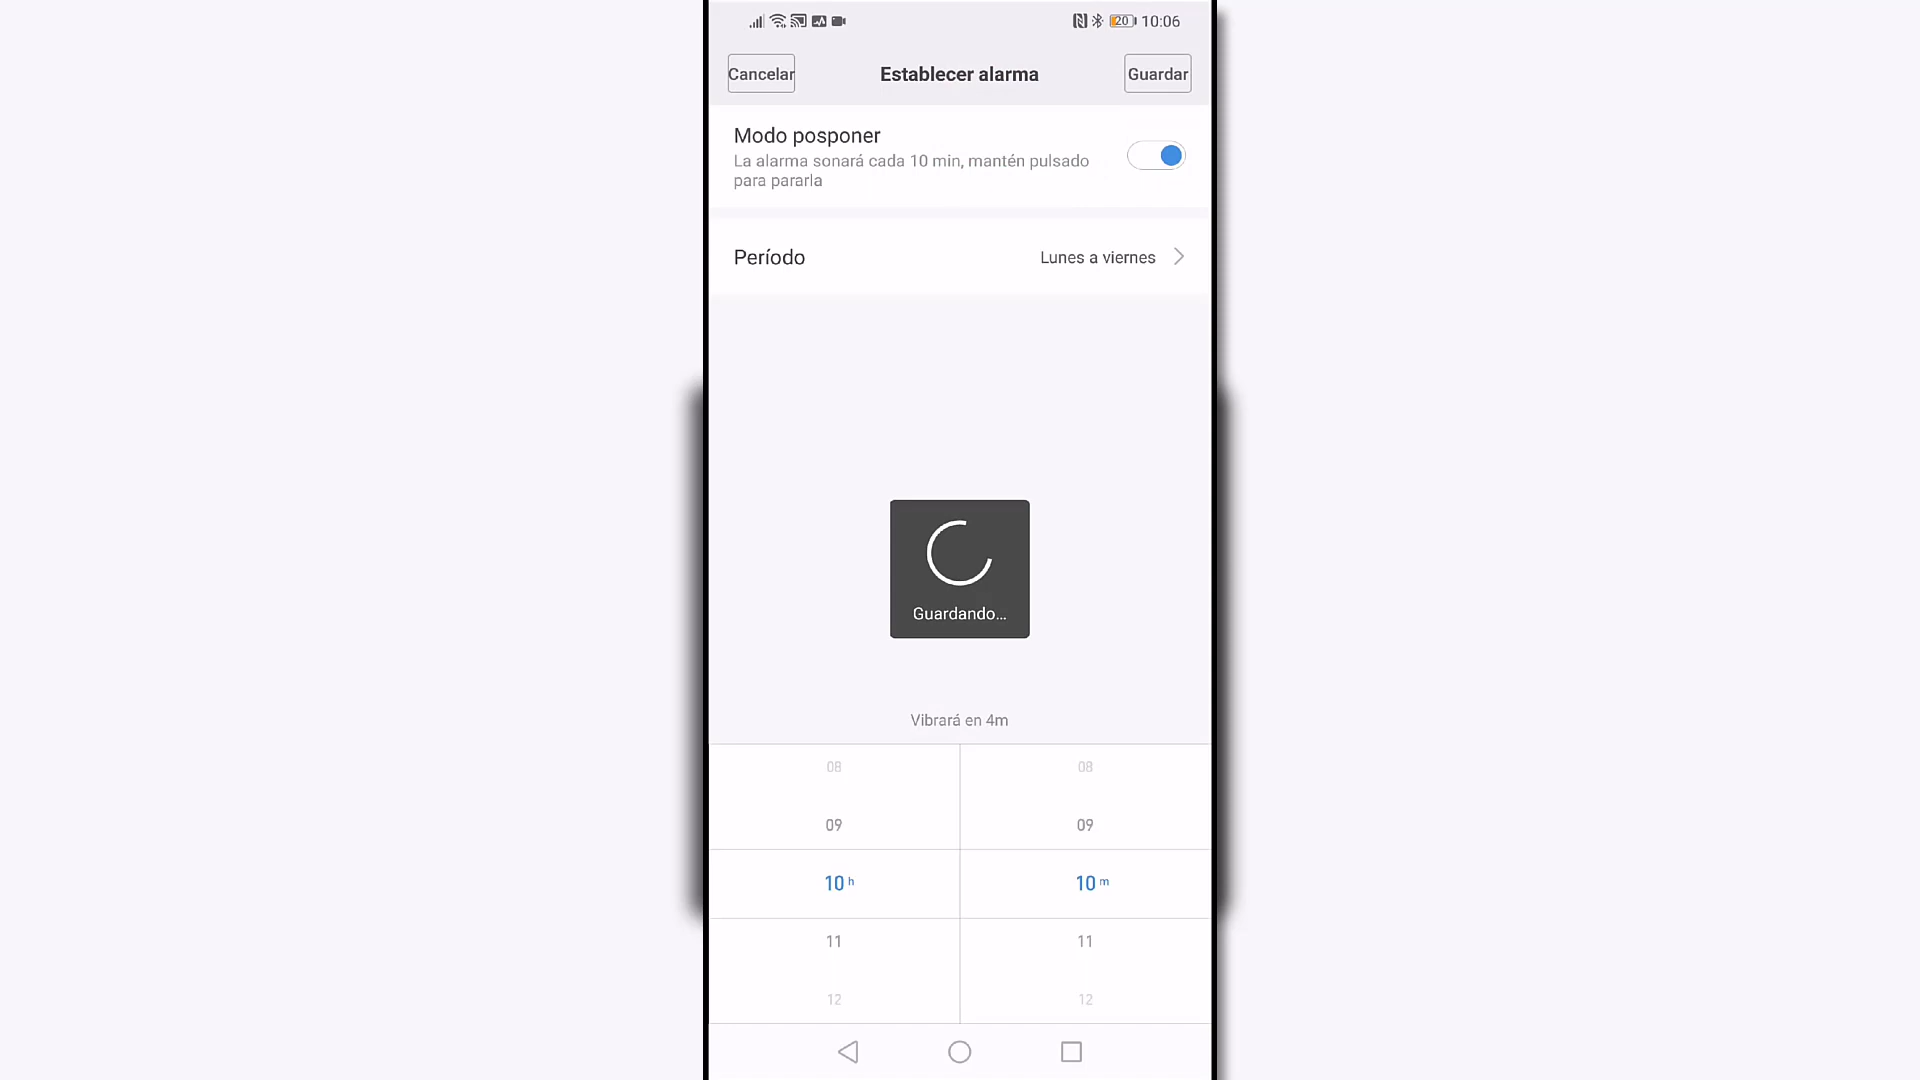 20 10:06
Cancelar Establecer alarma Guardar
Modo posponer
La alarma sonará cada 10 min, mantén pulsado
para pararla
Período Lunes a viernes
Guardando...
Vibrará en 4m
08 08
09 09
10 h 10 m
11 11
12 12